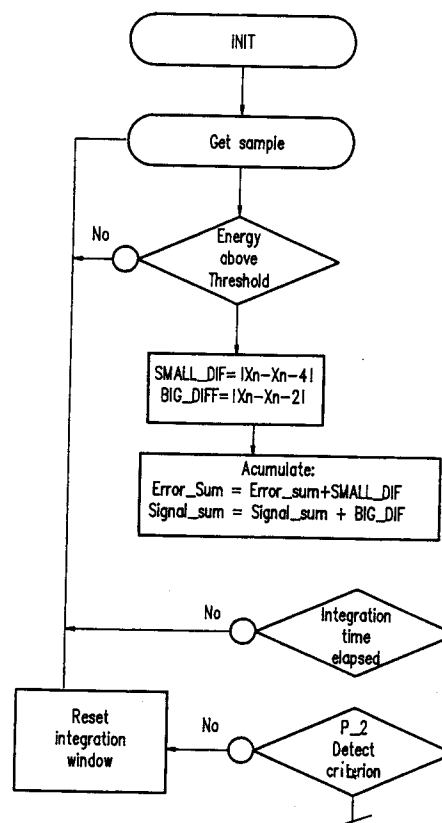 INIT
Get sample
No
Energy
above
Threshold
SMALL_DIF= |Xn-Xn-4|
BIG_DIFF= |Xn-Xn-2|
Acumulate:
Error_Sum = Error_sum+SMALL_DIF
Signal_sum = Signal_sum + BIG_DIF
No
Integration
time
elapsed
Reset
integration
window
No
P_2
Detect
criterion